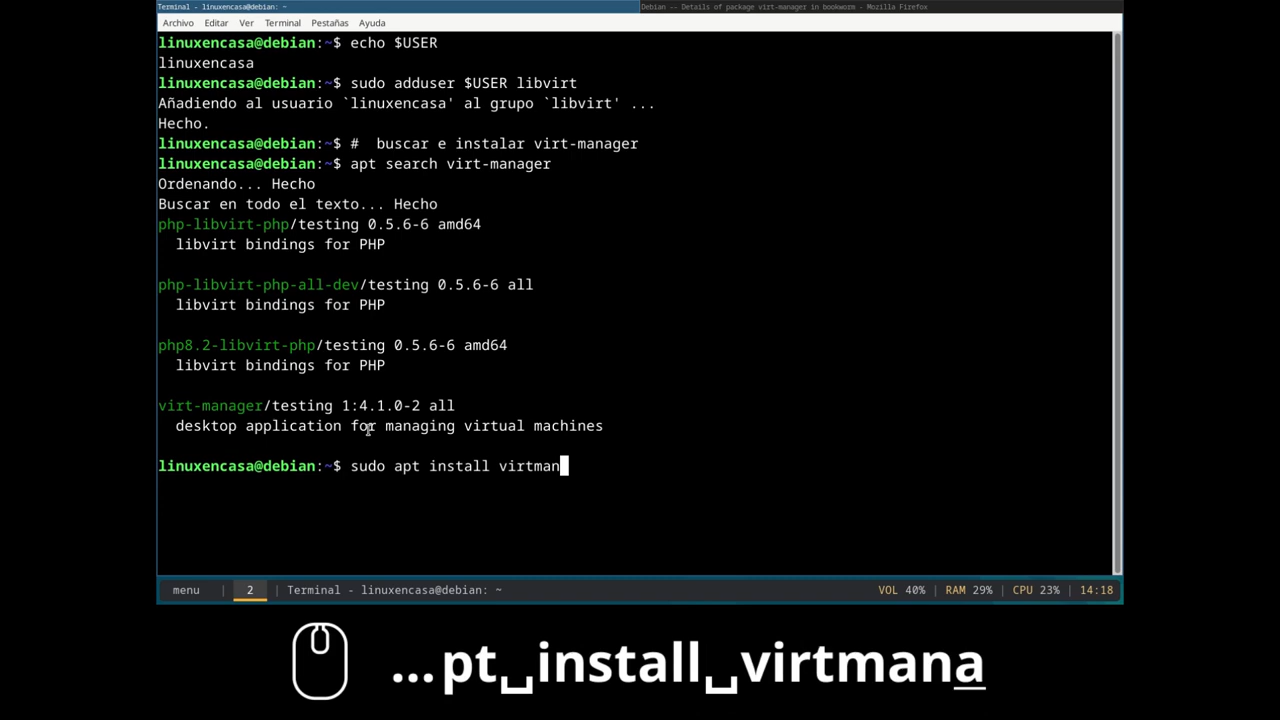 Terminal - linuxencasa@debian: ~
Debian -- Details of package virt-manager in bookworm - Mozilla Firefox
Archivo Editar Ver Terminal Pestañas Ayuda
linuxencasa@debian:~$ echo $USER
linuxencasa
linuxencasa@debian:~$ sudo adduser $USER libvirt
Añadiendo al usuario `linuxencasa' al grupo `libvirt' ...
Hecho.
linuxencasa@debian:~$ #  buscar e instalar virt-manager
linuxencasa@debian:~$ apt search virt-manager
Ordenando... Hecho
Buscar en todo el texto... Hecho
php-libvirt-php/testing 0.5.6-6 amd64
  libvirt bindings for PHP
php-libvirt-php-all-dev/testing 0.5.6-6 all
  libvirt bindings for PHP
php8.2-libvirt-php/testing 0.5.6-6 amd64
  libvirt bindings for PHP
virt-manager/testing 1:4.1.0-2 all
  desktop application for managing virtual machines
linuxencasa@debian:~$ sudo apt install virtman
menu | 2 | Terminal - linuxencasa@debian: ~ VOL 40% | RAM 29% | CPU 23% | 14:18
...pt␣install␣virtmana